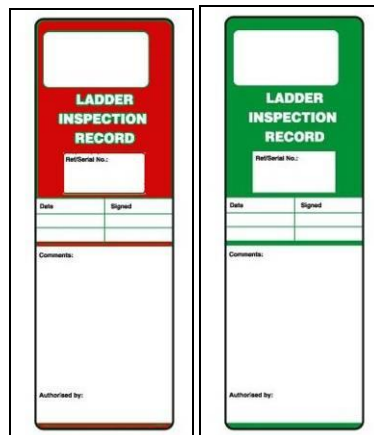 LADDER
INSPECTION
RECORD
Ref/Serial No.:
Date Signed
Comments:
Authorised by:
LADDER
INSPECTION
RECORD
Ref/Serial No.:
Date Signed
Comments:
Authorised by: